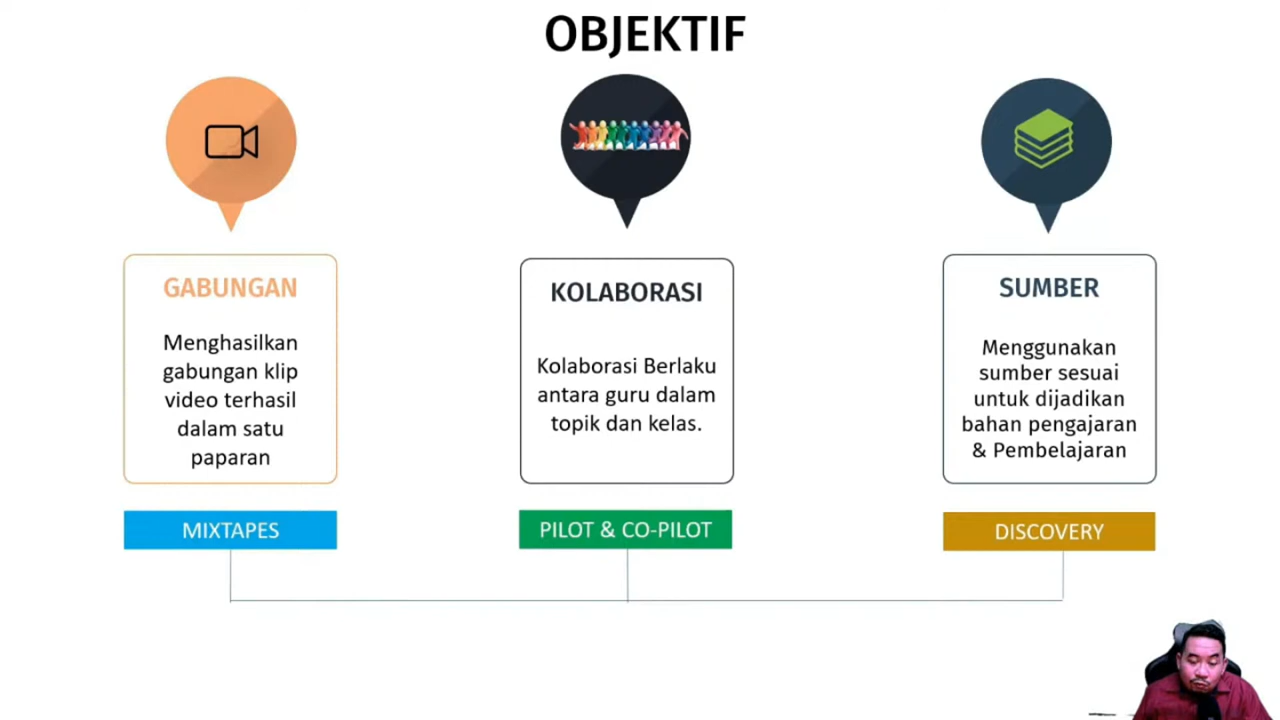 OBJEKTIF
GABUNGAN
Menghasilkan
gabungan klip
video terhasil
dalam satu
paparan
MIXTAPES
KOLABORASI
Kolaborasi Berlaku
antara guru dalam
topik dan kelas.
PILOT & CO-PILOT
SUMBER
Menggunakan
sumber sesuai
untuk dijadikan
bahan pengajaran
& Pembelajaran
DISCOVERY